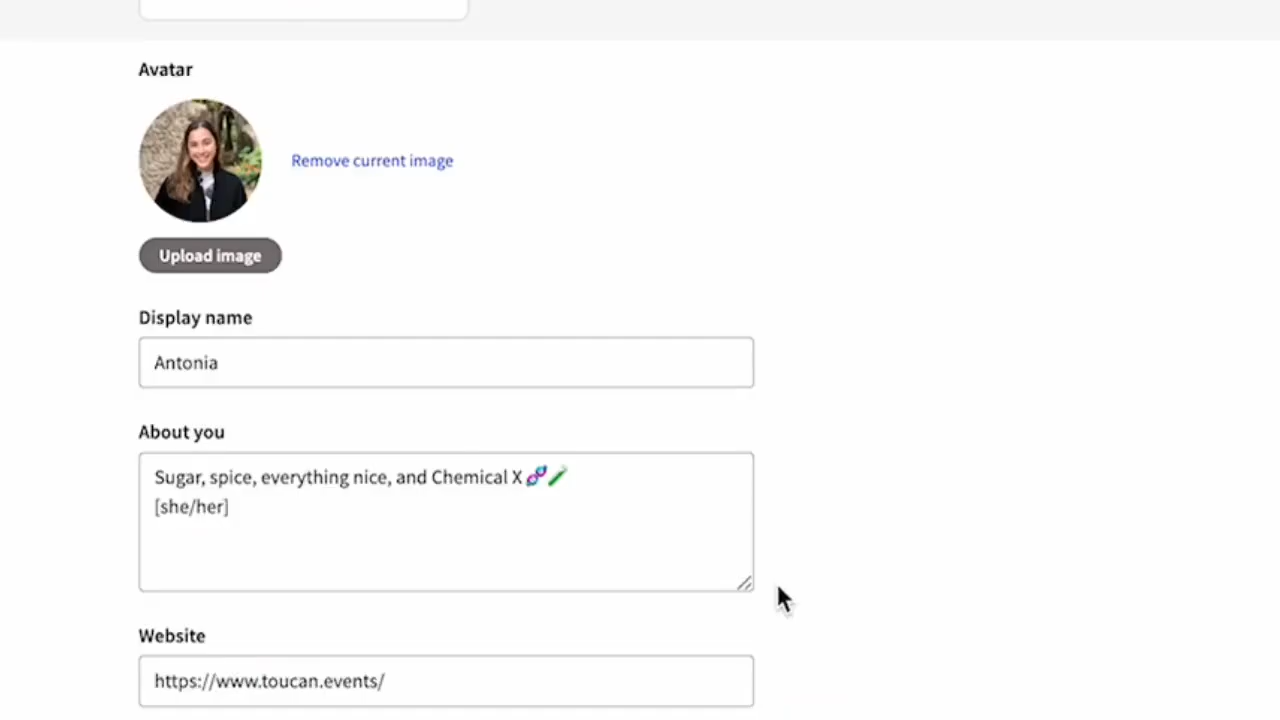 Avatar
Remove current image
Upload image
Display name
Antonia
About you
Sugar, spice, everything nice, and Chemical X 🧬🧪
[she/her]
Website
https://www.toucan.events/